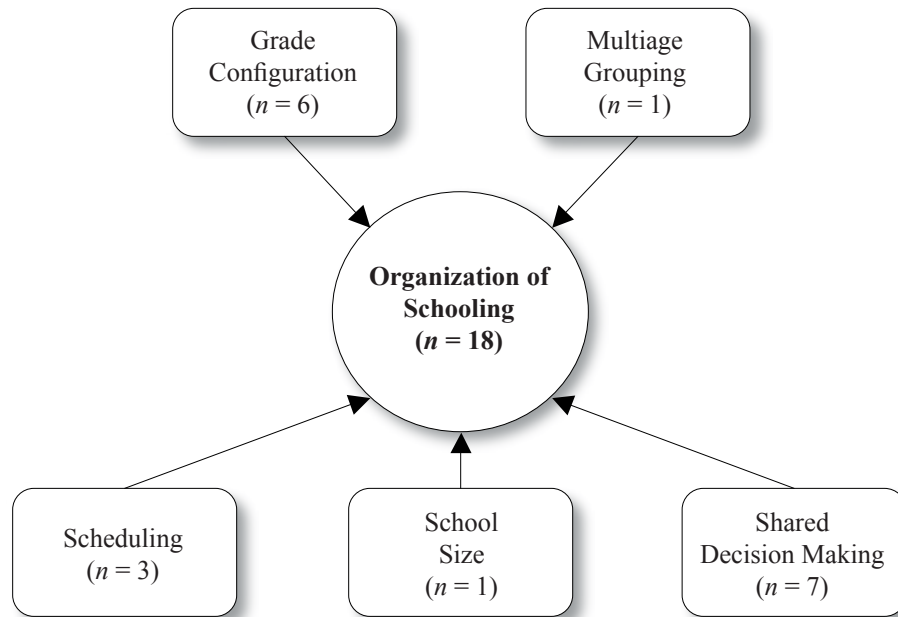 Grade
Configuration
(n = 6)
Multiage
Grouping
(n = 1)
Organization of
Schooling
(n = 18)
Scheduling
(n = 3)
School
Size
(n = 1)
Shared
Decision Making
(n = 7)